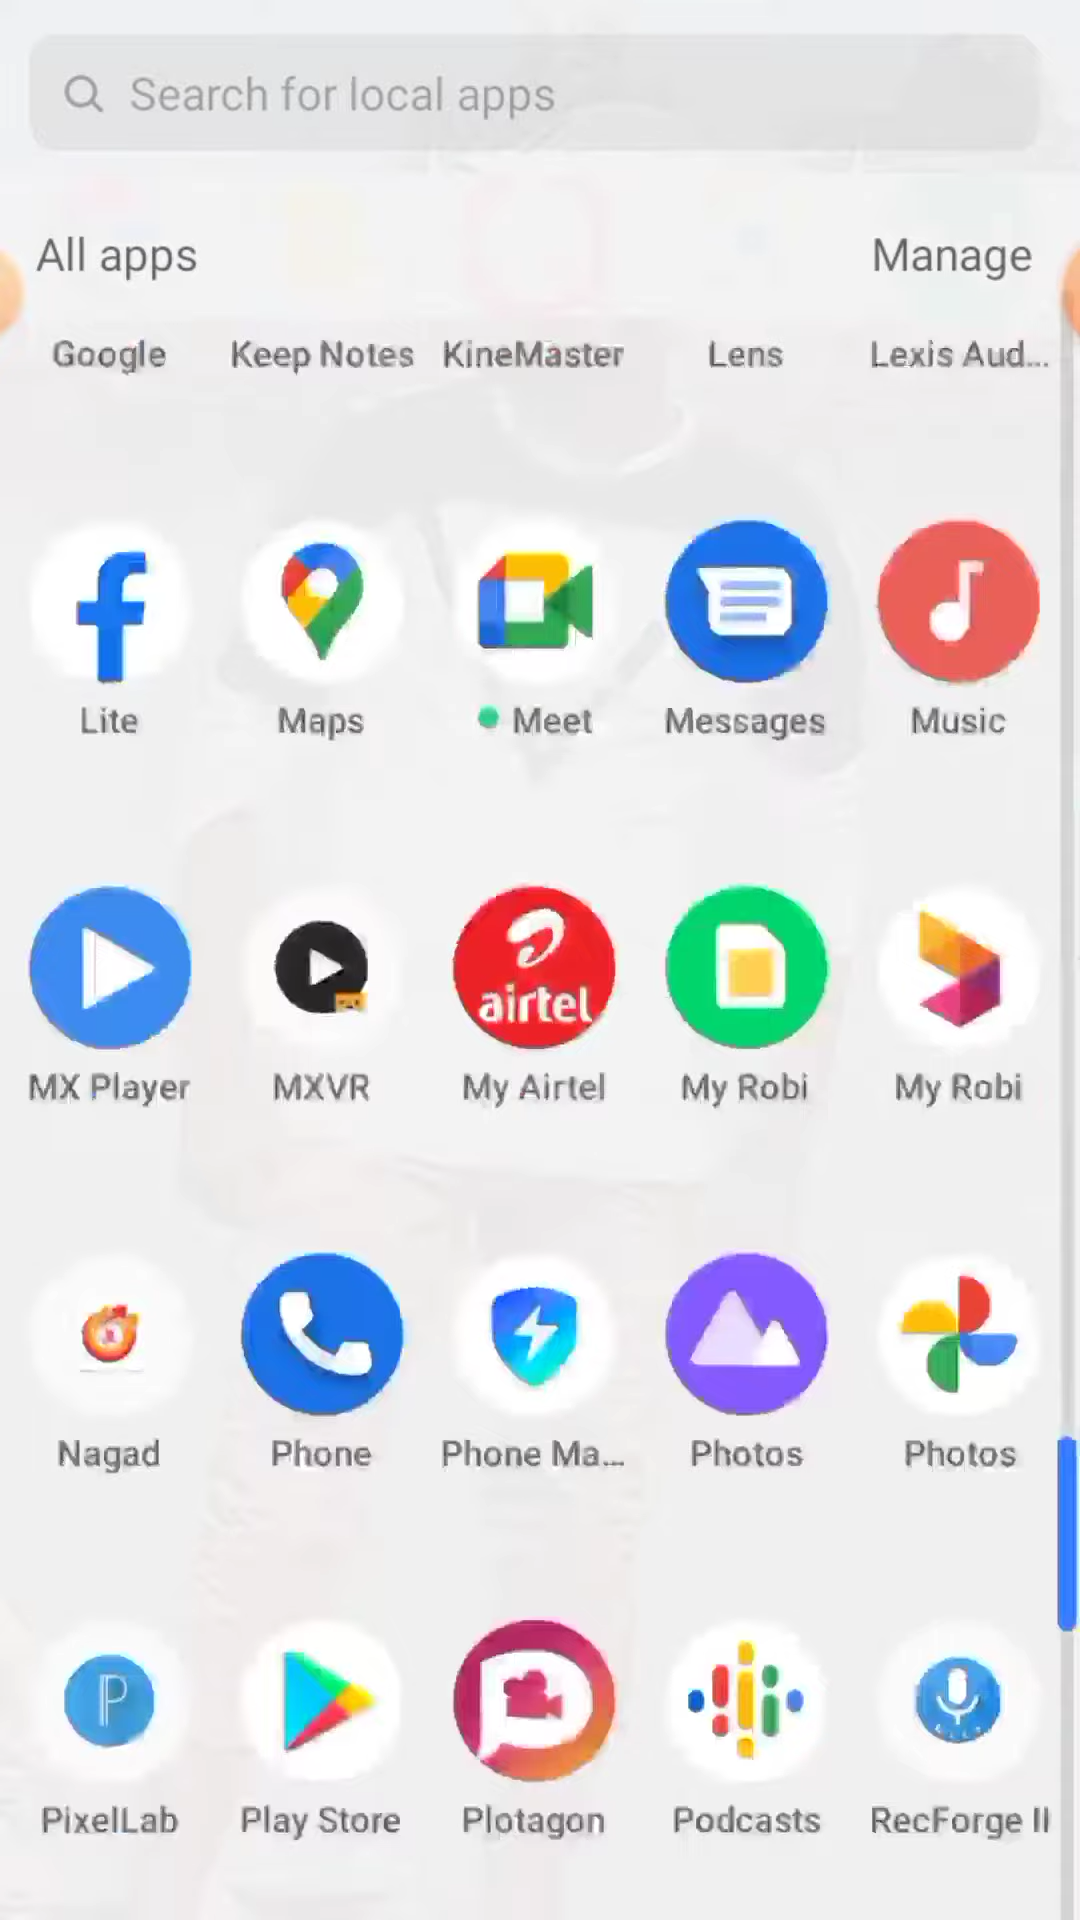 Search for local apps
All apps Manage
Google Keep Notes KineMaster Lens Lexis Aud...
Lite Maps Meet Messages Music
airtel
MX Player MXVR My Airtel My Robi My Robi
Nagad Phone Phone Ma... Photos Photos
P
PixelLab Play Store Plotagon Podcasts RecForge II